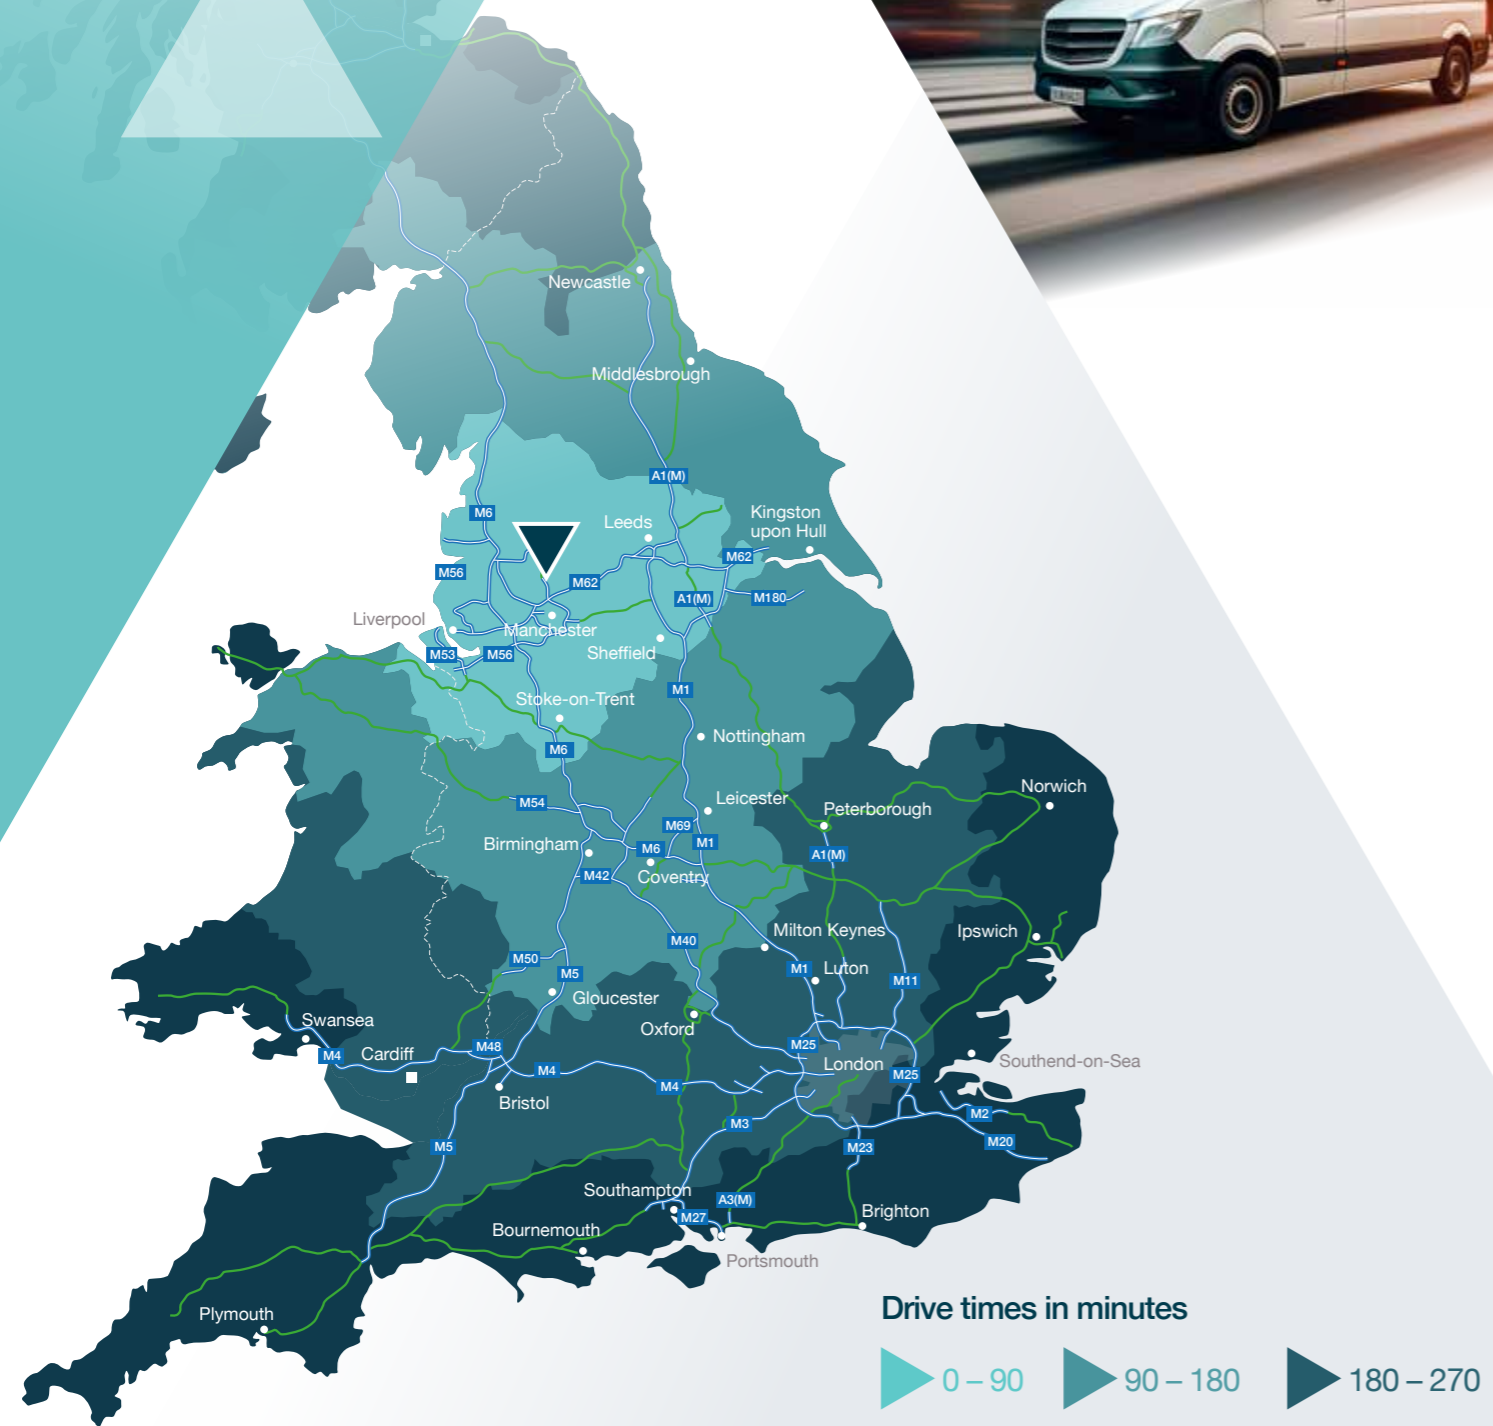 Newcastle
Middlesbrough
A1(M)
M6
Leeds
Kingston
upon Hull
M62
M56
M62
A1(M)
M180
Liverpool
Manchester
M53
M56
Sheffield
M1
Stoke-on-Trent
Nottingham
M6
Norwich
M54
Leicester
Peterborough
M69
Birmingham
M6
M1
A1(M)
M42
Coventry
Milton Keynes
Ipswich
M40
M50
M5
M1
Luton
M11
Gloucester
Swansea
Oxford
M4
Cardiff
M48
M25
London
Southend-on-Sea
M4
M4
M25
Bristol
M3
M2
M5
M23
M20
Southampton
A3(M)
M27
Brighton
Bournemouth
Portsmouth
Plymouth
Drive times in minutes
0 – 90
90 – 180
180 – 270